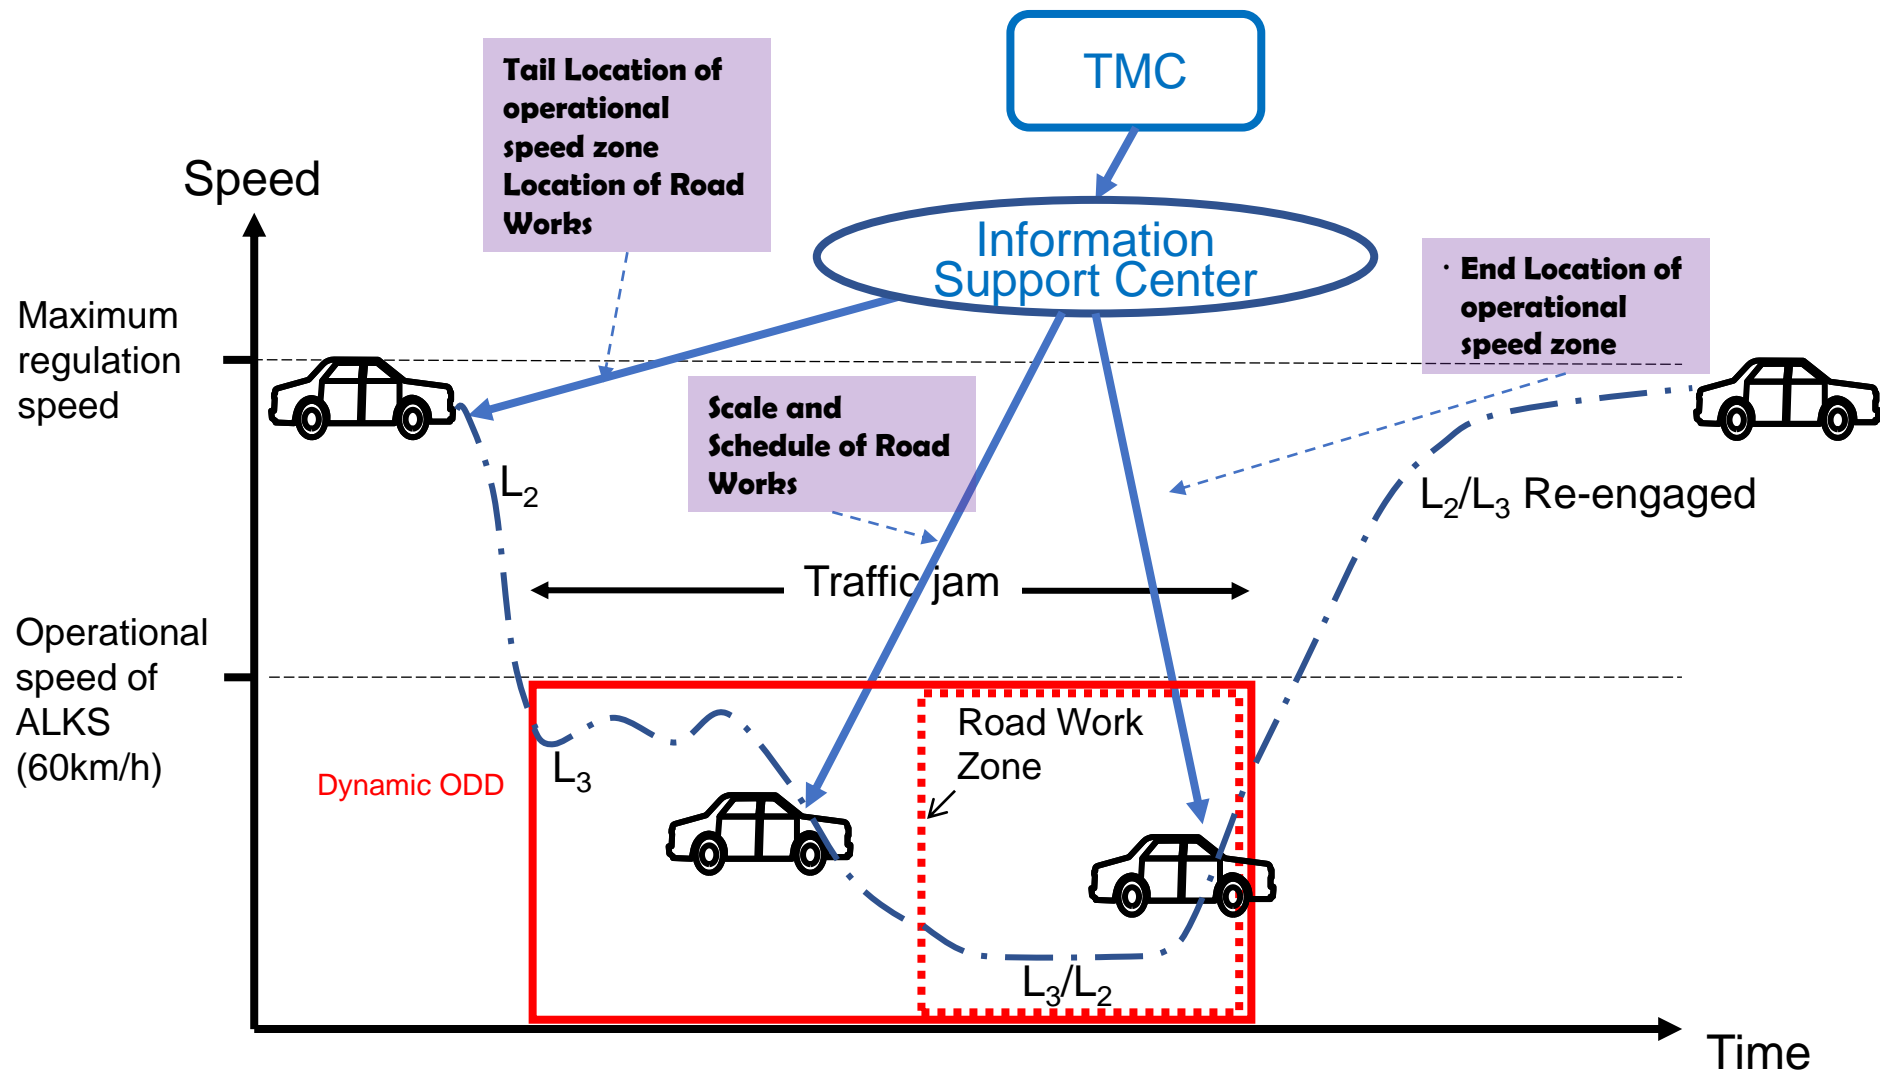 TMC
Tail Location of
operational
speed zone
Location of Road
Works
Speed
Information
Support Center
・End Location of
operational
speed zone
Maximum
regulation
speed
Scale and
Schedule of Road
Works
L2
L2/L3 Re-engaged
Traffic jam
Operational
speed of
ALKS
(60km/h)
Road Work
Zone
Dynamic ODD
L3
L3/L2
Time